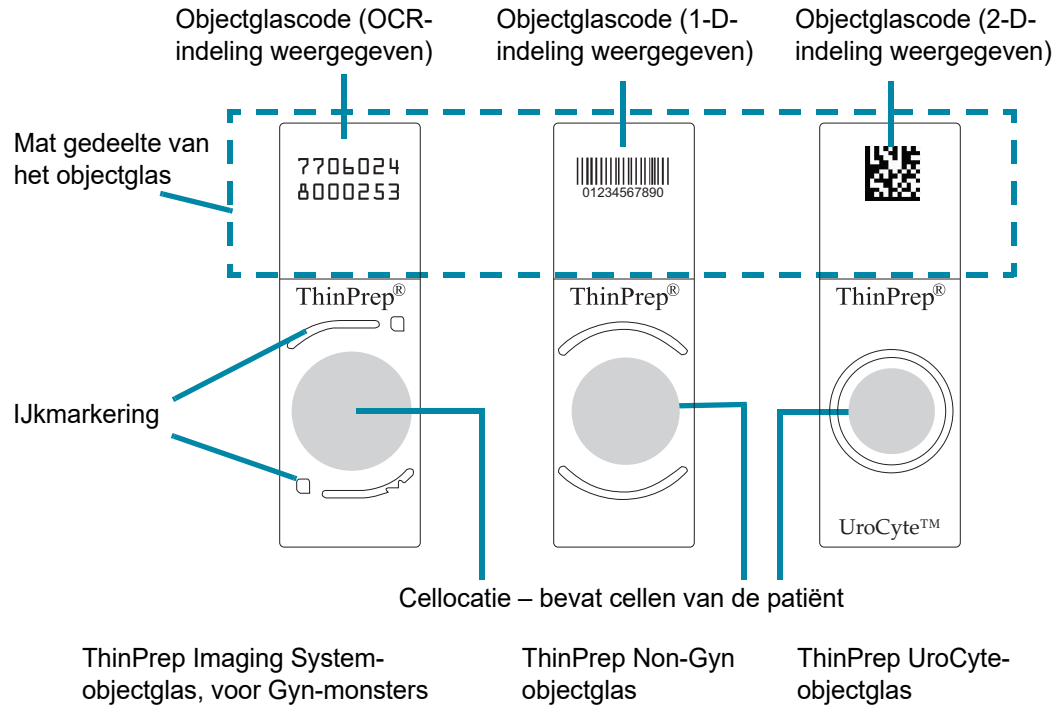 Objectglascode (OCR-
indeling weergegeven)
Objectglascode (1-D-
indeling weergegeven)
Objectglascode (2-D-
indeling weergegeven)
Mat gedeelte van
het objectglas
7706024
8000253
01234567890
ThinPrep®
ThinPrep®
ThinPrep®
IJkmarkering
UroCyte™
Cellocatie – bevat cellen van de patiënt
ThinPrep Imaging System-
objectglas, voor Gyn-monsters
ThinPrep Non-Gyn
objectglas
ThinPrep UroCyte-
objectglas